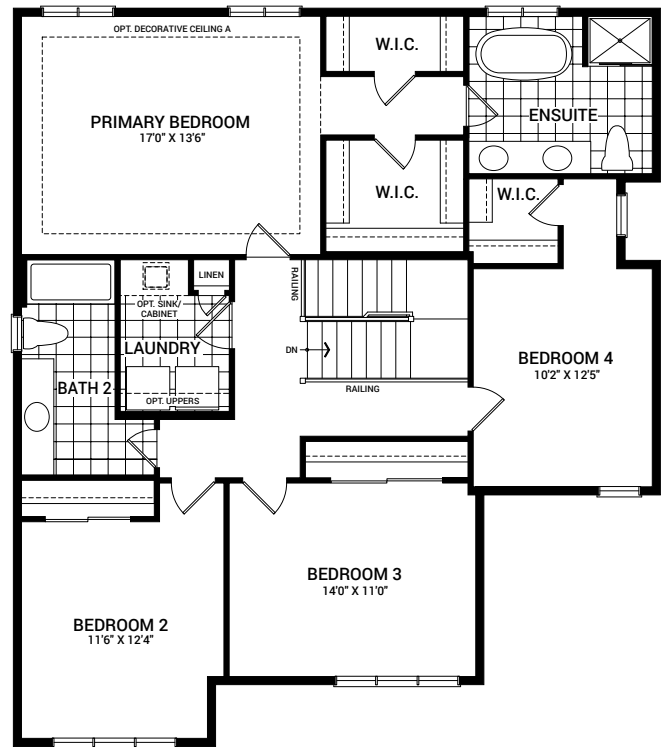 OPT. DECORATIVE CEILING A
W.I.C.
PRIMARY BEDROOM
17'0" X 13'6"
ENSUITE
W.I.C.
W.I.C.
LINEN
RAILING
OPT. SINK/
CABINET
LAUNDRY
DN
BEDROOM 4
10'2" X 12'5"
BATH 2
OPT. UPPERS
RAILING
BEDROOM 3
14'0" X 11'0"
BEDROOM 2
11'6" X 12'4"